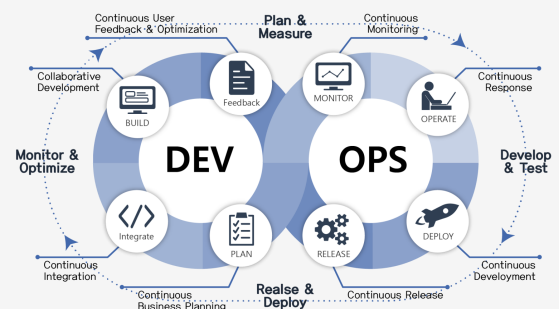 Continuous User
Feedback & Optimization
Plan &
Measure
Continuous
Monitoring
Collaborative
Development
Continuous
Response
BUILD
Feedback
MONITOR
OPERATE
Monitor &
Optimize
DEV
OPS
Develop
& Test
Integrate
PLAN
RELEASE
DEPLOY
Continuous
Integration
Continuous
Business Planning
Realse &
Deploy
Continuous Release
Continuous
Development